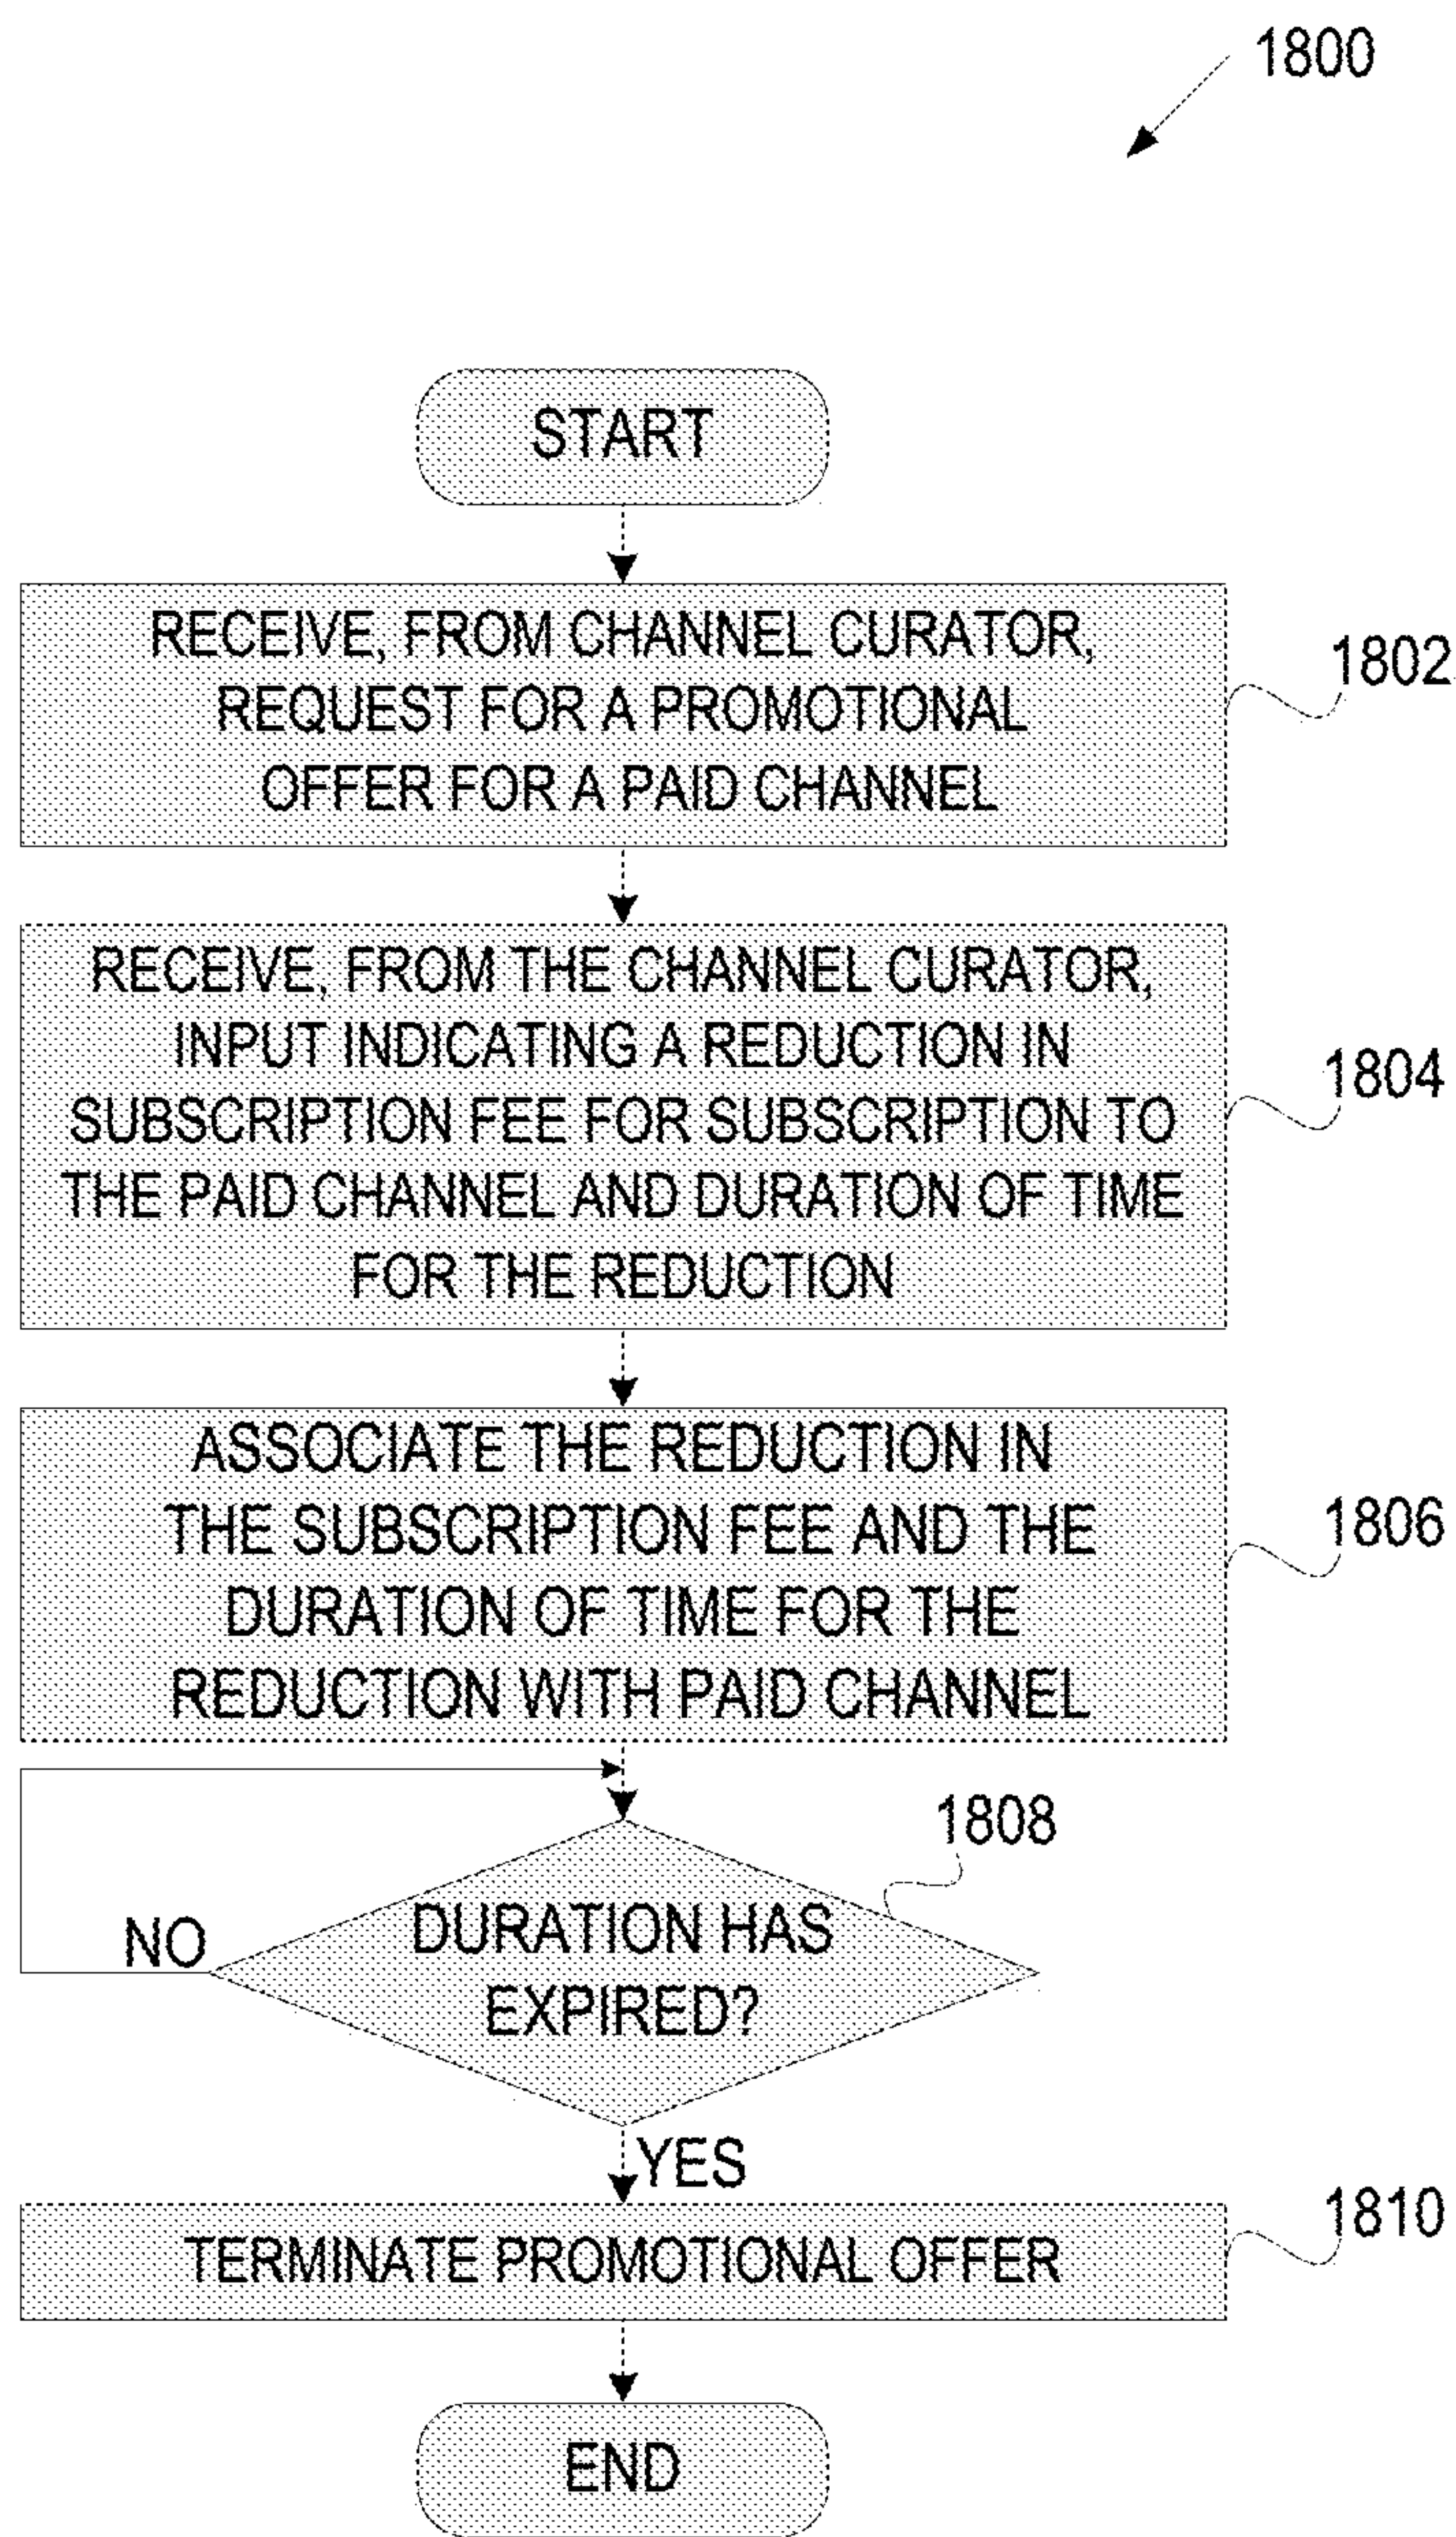 1800
START
RECEIVE, FROM CHANNEL CURATOR,
REQUEST FOR A PROMOTIONAL
OFFER FOR A PAID CHANNEL
1802
RECEIVE, FROM THE CHANNEL CURATOR,
INPUT INDICATING A REDUCTION IN
SUBSCRIPTION FEE FOR SUBSCRIPTION TO
THE PAID CHANNEL AND DURATION OF TIME
FOR THE REDUCTION
1804
ASSOCIATE THE REDUCTION IN
THE SUBSCRIPTION FEE AND THE
DURATION OF TIME FOR THE
REDUCTION WITH PAID CHANNEL
1806
1808
DURATION HAS
EXPIRED?
NO
YES
TERMINATE PROMOTIONAL OFFER
1810
END